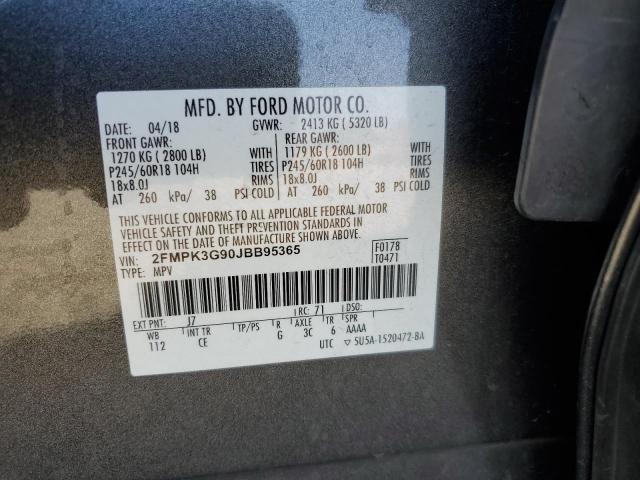 MFD. BY FORD MOTOR CO.
DATE: 04/18 GVWR: 2413 KG ( 5320 LB)
FRONT GAWR: REAR GAWR:
1270 KG ( 2800 LB) WITH 1179 KG ( 2600 LB) WITH
P245/60R18 104H TIRES P245/60R18 104H TIRES
18x8.0J RIMS 18x8.0J RIMS
AT 260 kPa/ 38 PSI COLD AT 260 kPa/ 38 PSI COLD
THIS VEHICLE CONFORMS TO ALL APPLICABLE FEDERAL MOTOR
VEHICLE SAFETY AND THEFT PREVENTION STANDARDS IN
EFFECT ON THE DATE OF MANUFACTURE SHOWN ABOVE.
VIN: 2FMPK3G90JBB95365 F0178
TYPE: MPV T0471
EXT PNT: J7 RC: 71 DSO:
WB INT TR TP/PS R AXLE TR SPR
112 CE G 3C 6 AAAA
UTC ▽ 5U5A-1520472-BA